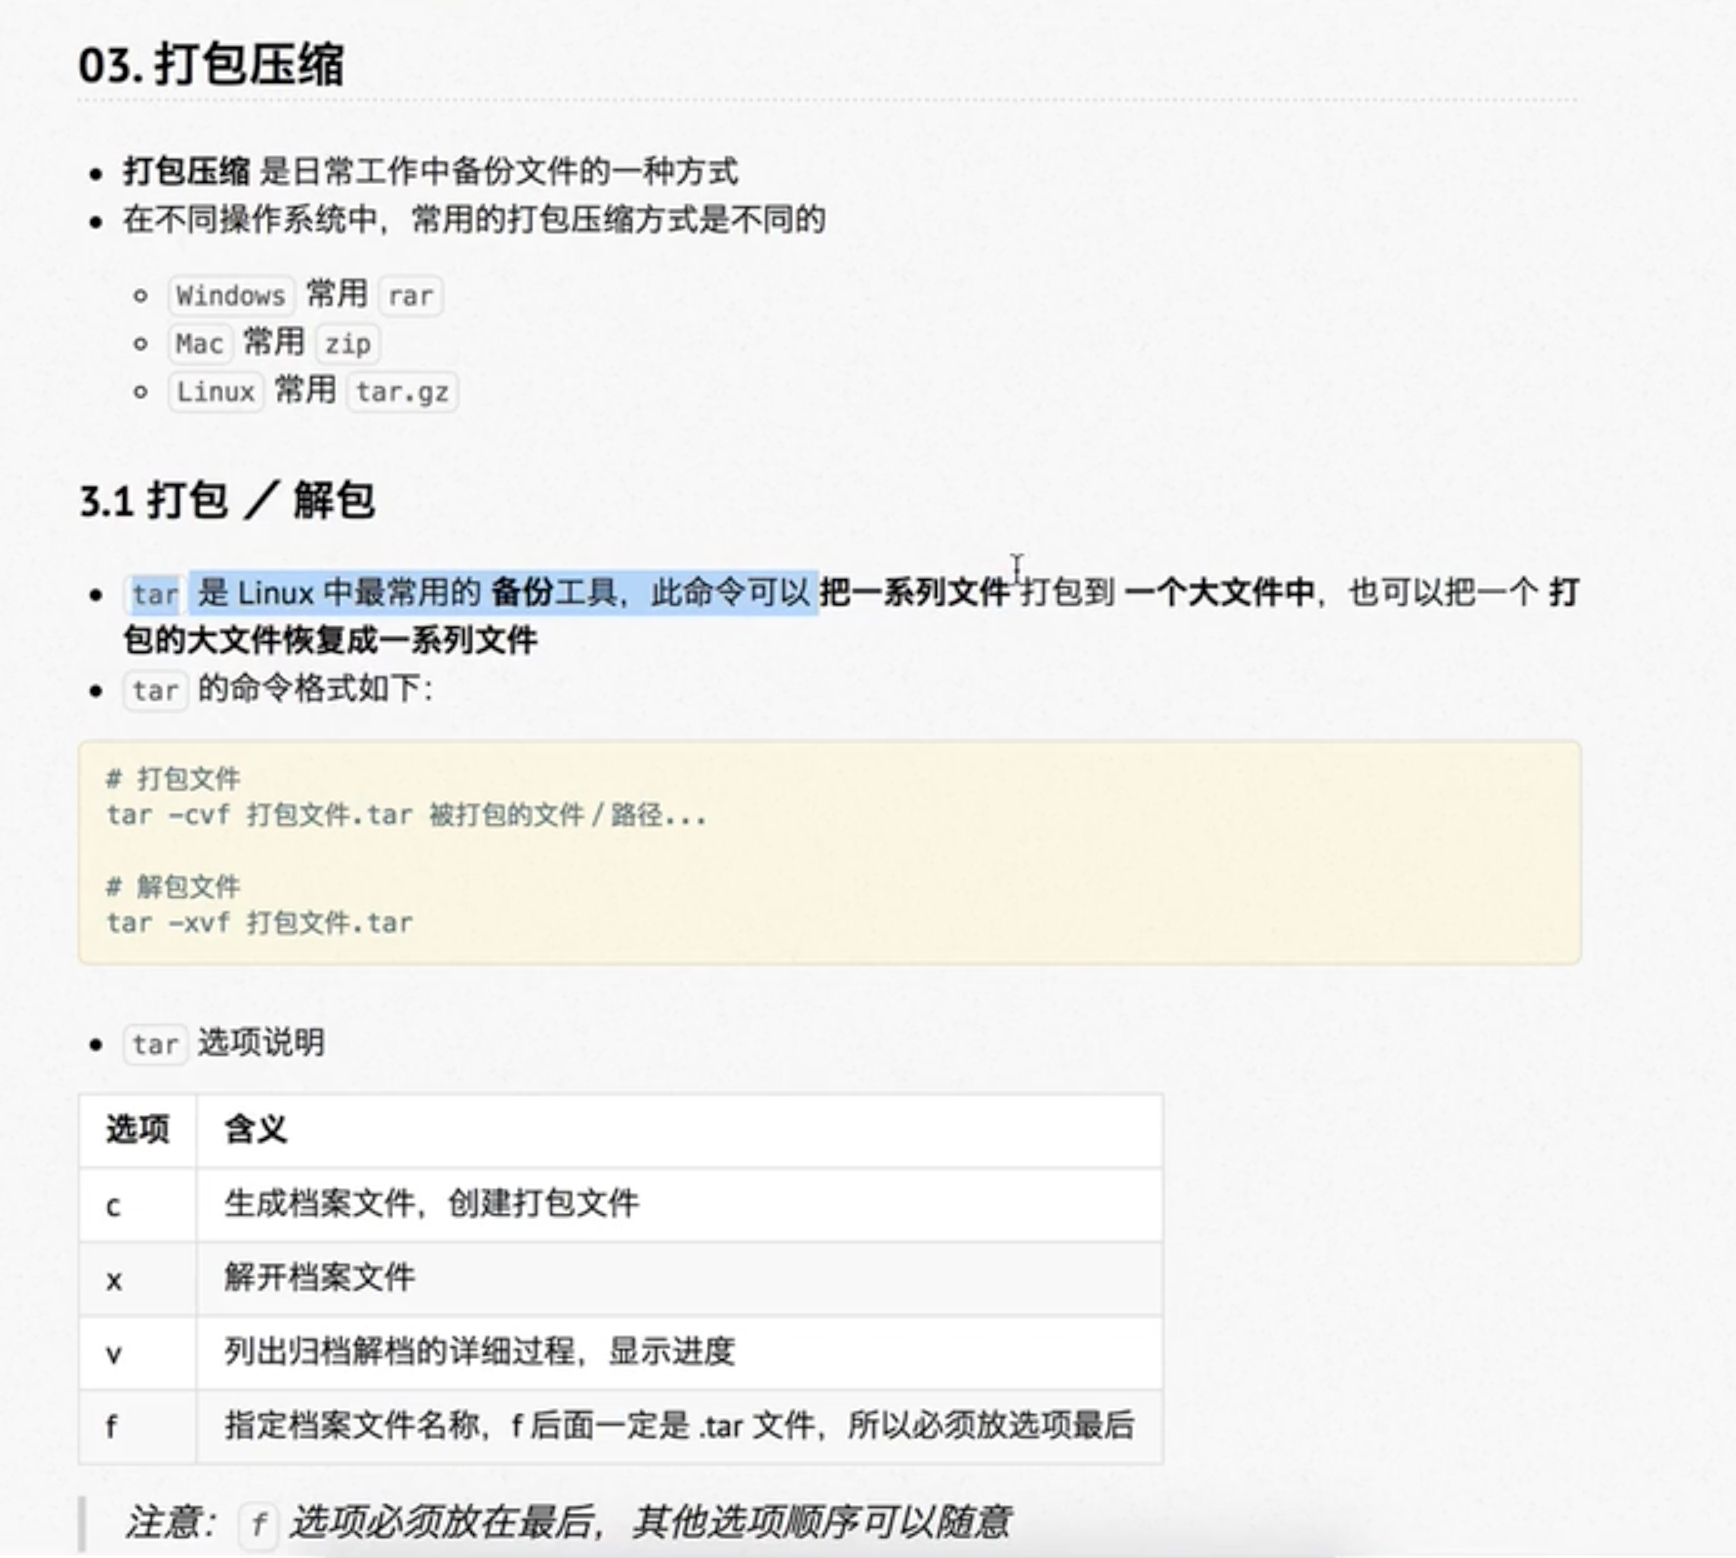 03. 打包压缩
打包压缩 是日常工作中备份文件的一种方式
在不同操作系统中，常用的打包压缩方式是不同的
Windows 常用 rar
Mac 常用 zip
Linux 常用 tar.gz
3.1 打包 / 解包
tar 是 Linux 中最常用的 备份工具，此命令可以 把一系列文件 打包到 一个大文件中，也可以把一个 打
包的大文件恢复成一系列文件
tar 的命令格式如下：
# 打包文件
tar -cvf 打包文件.tar 被打包的文件/路径...
# 解包文件
tar -xvf 打包文件.tar
tar 选项说明
选项 含义
c 生成档案文件，创建打包文件
x 解开档案文件
v 列出归档解档的详细过程，显示进度
f 指定档案文件名称，f 后面一定是 .tar 文件，所以必须放选项最后
注意： f 选项必须放在最后，其他选项顺序可以随意